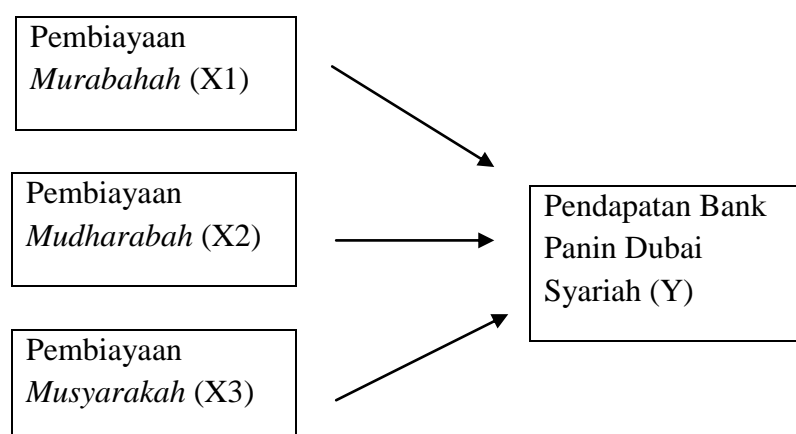 Pembiayaan
Murabahah (X1)
Pembiayaan
Mudharabah (X2)
Pendapatan Bank
Panin Dubai
Syariah (Y)
Pembiayaan
Musyarakah (X3)